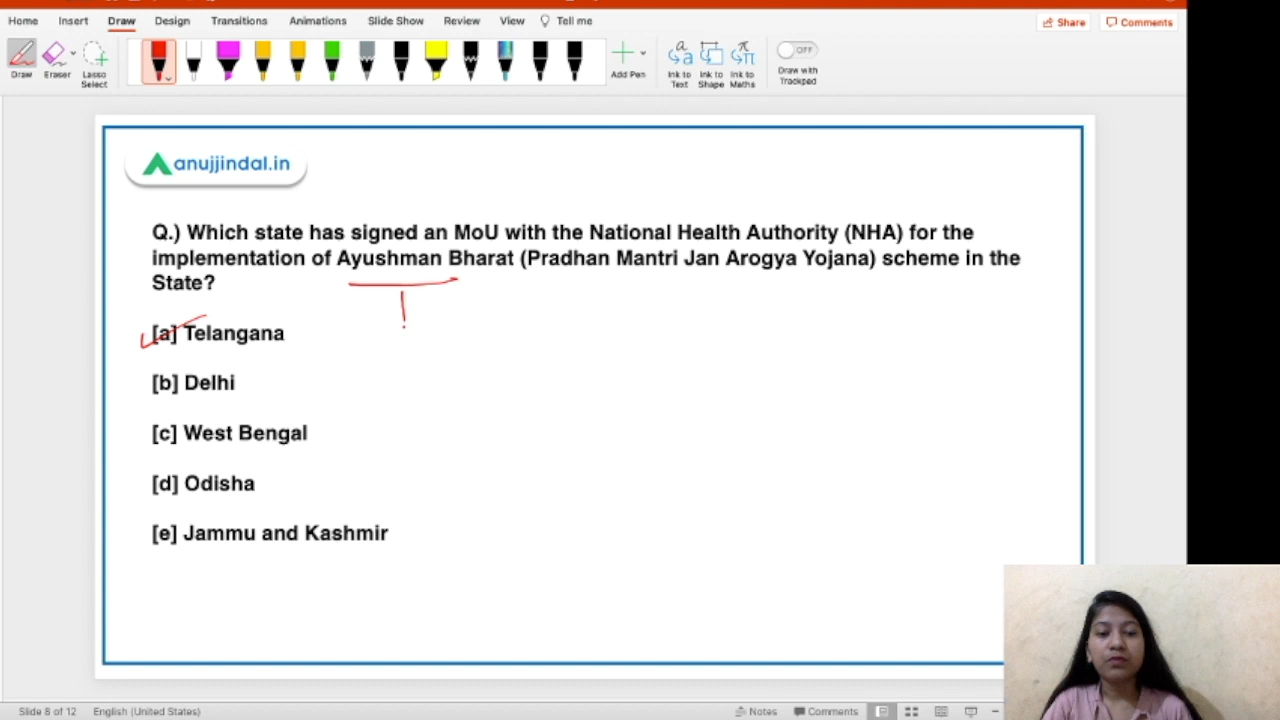 Home Insert Draw Design Transitions Animations Slide Show Review View Tell me Share Comments
Draw Eraser Lasso Select Add Pen Ink to Text Ink to Shape Ink to Maths Draw with Trackpad
OFF
anujjindal.in
Q.) Which state has signed an MoU with the National Health Authority (NHA) for the
implementation of Ayushman Bharat (Pradhan Mantri Jan Arogya Yojana) scheme in the
State?
[a] Telangana
[b] Delhi
[c] West Bengal
[d] Odisha
[e] Jammu and Kashmir
Slide 8 of 12 English (United States) Notes Comments